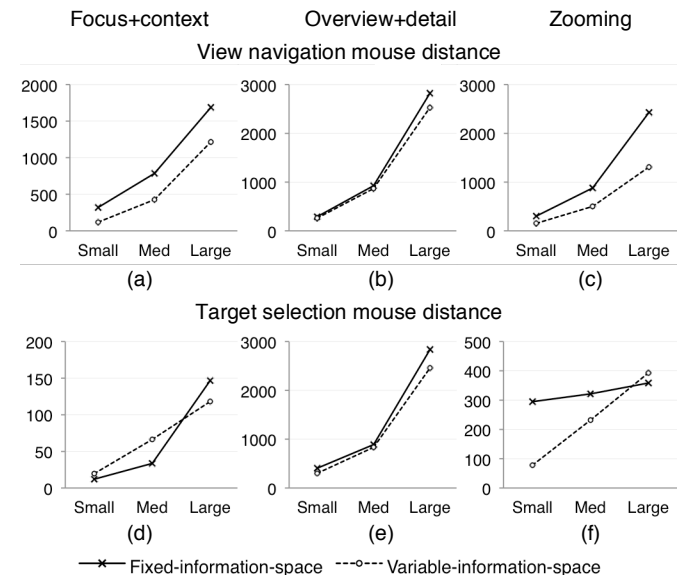 Focus+context Overview+detail Zooming
View navigation mouse distance
2000 3000 3000
1500
2000 2000
1000
1000 1000
500
0 0 0
Small Med Large Small Med Large Small Med Large
(a) (b) (c)
Target selection mouse distance
200 3000 500
400
150
2000
300
100
200
1000
50
100
0 0 0
Small Med Large Small Med Large Small Med Large
(d) (e) (f)
Fixed-information-space Variable-information-space